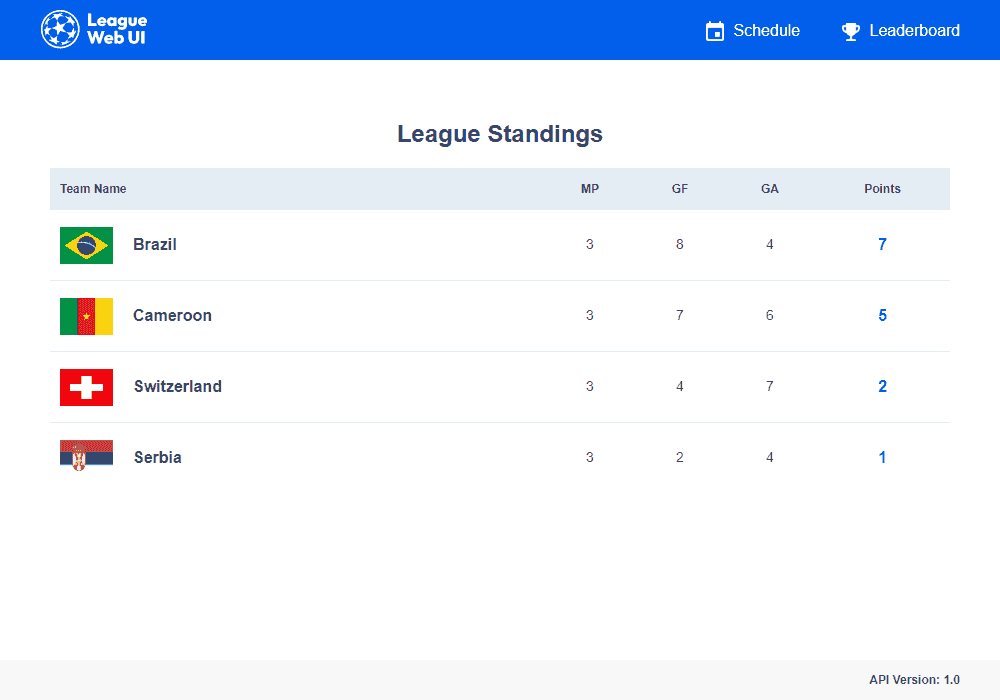 League
Web UI
Schedule
Leaderboard
League Standings
Team Name MP GF GA Points
Brazil 3 8 4 7
Cameroon 3 7 6 5
Switzerland 3 4 7 2
Serbia 3 2 4 1
API Version: 1.0